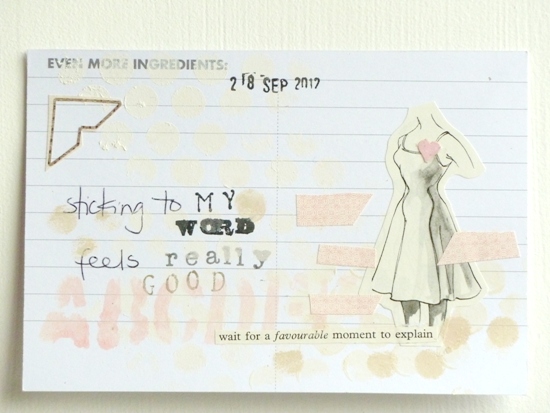 EVEN MORE INGREDIENTS:
28 SEP 2012
sticking to MY
WORD
feels really
GOOD
wait for a favourable moment to explain